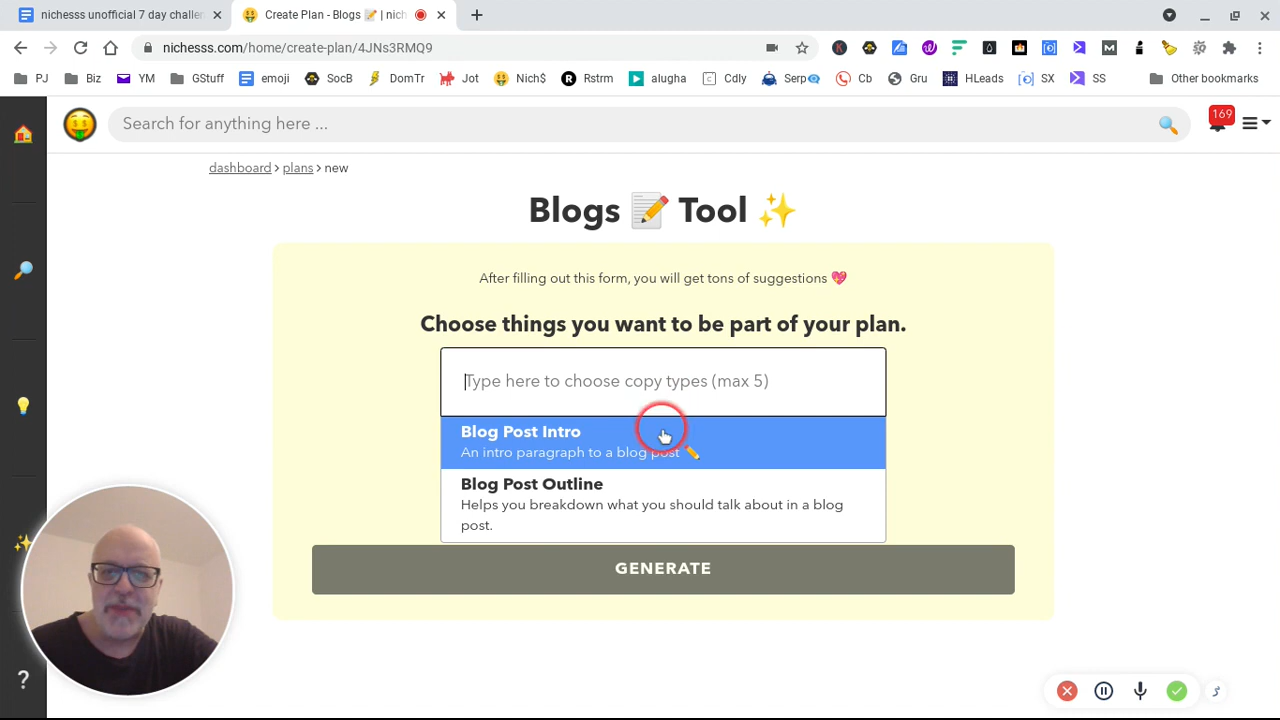 nichesss unofficial 7 day challer
Create Plan - Blogs 📝 | nich
nichesss.com/home/create-plan/4JNs3RMQ9
PJ
Biz
YM
GStuff
emoji
SocB
DomTr
Jot
Nich$
Rstrm
alugha
Cdly
Serp
Cb
Gru
HLeads
SX
SS
Other bookmarks
Search for anything here ...
169
dashboard › plans › new
Blogs 📝 Tool ✨
After filling out this form, you will get tons of suggestions 💖
Choose things you want to be part of your plan.
Type here to choose copy types (max 5)
Blog Post Intro
An intro paragraph to a blog post ✏️
Blog Post Outline
Helps you breakdown what you should talk about in a blog
post.
GENERATE
?